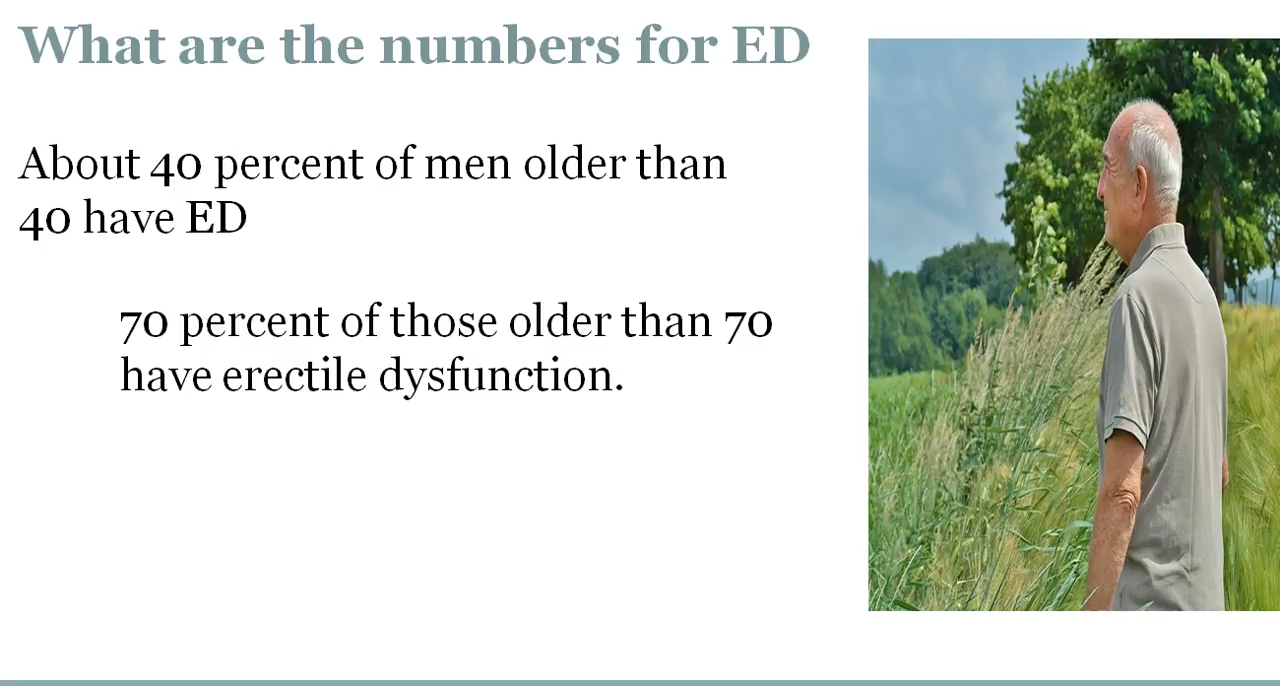 What are the numbers for ED
About 40 percent of men older than
40 have ED
70 percent of those older than 70
have erectile dysfunction.